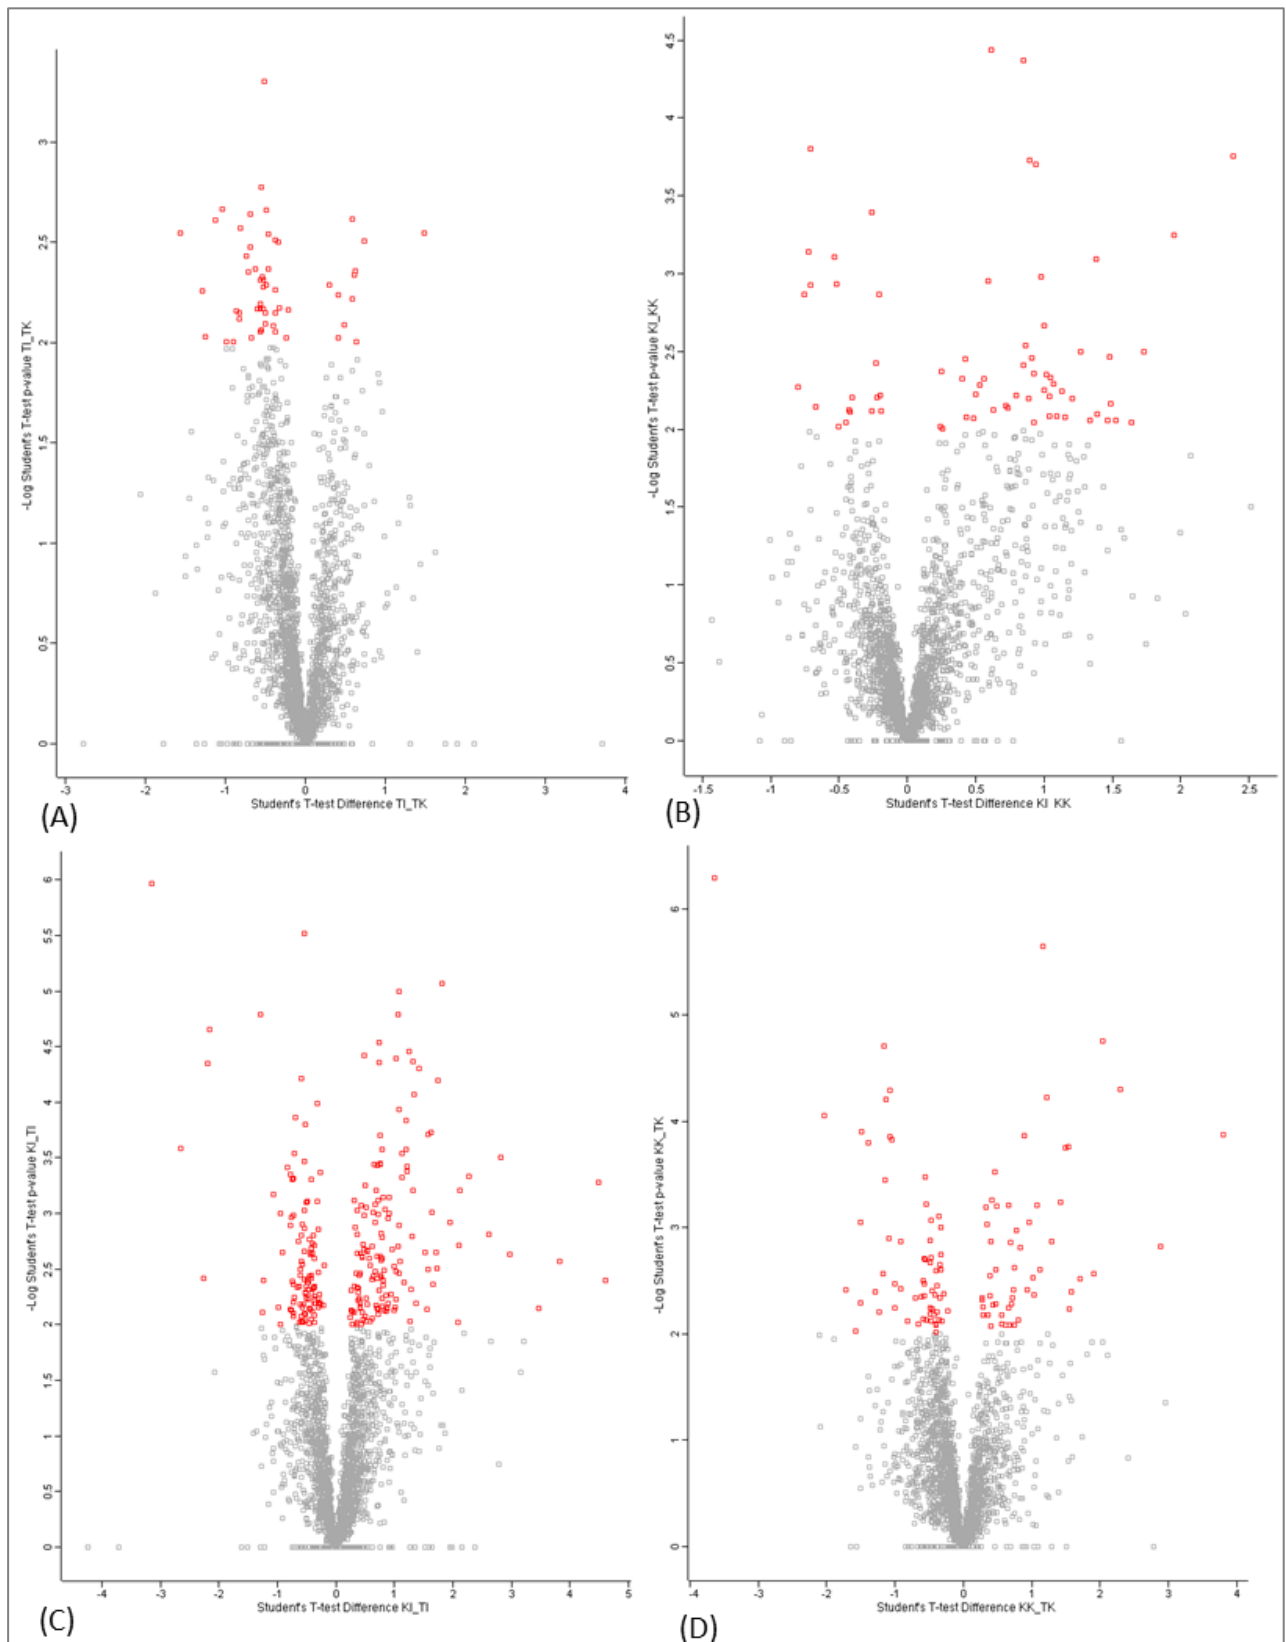 3
2.5
2
1.5
1
0.5
0
-Log Student's T-test p-value TI_TK
-3 -2 -1 0 1 2 3 4
Student's T-test Difference TI_TK
(A)
4.5
4
3.5
3
2.5
2
1.5
1
0.5
0
-Log Student's T-test p-value KI_KK
-1.5 -1 -0.5 0 0.5 1 1.5 2 2.5
Student's T-test Difference KI_KK
(B)
6
5.5
5
4.5
4
3.5
3
2.5
2
1.5
1
0.5
0
-Log Student's T-test p-value KI_TI
-4 -3 -2 -1 0 1 2 3 4 5
Student's T-test Difference KI_TI
(C)
6
5
4
3
2
1
0
-Log Student's T-test p-value KK_TK
-4 -3 -2 -1 0 1 2 3 4
Student's T-test Difference KK_TK
(D)